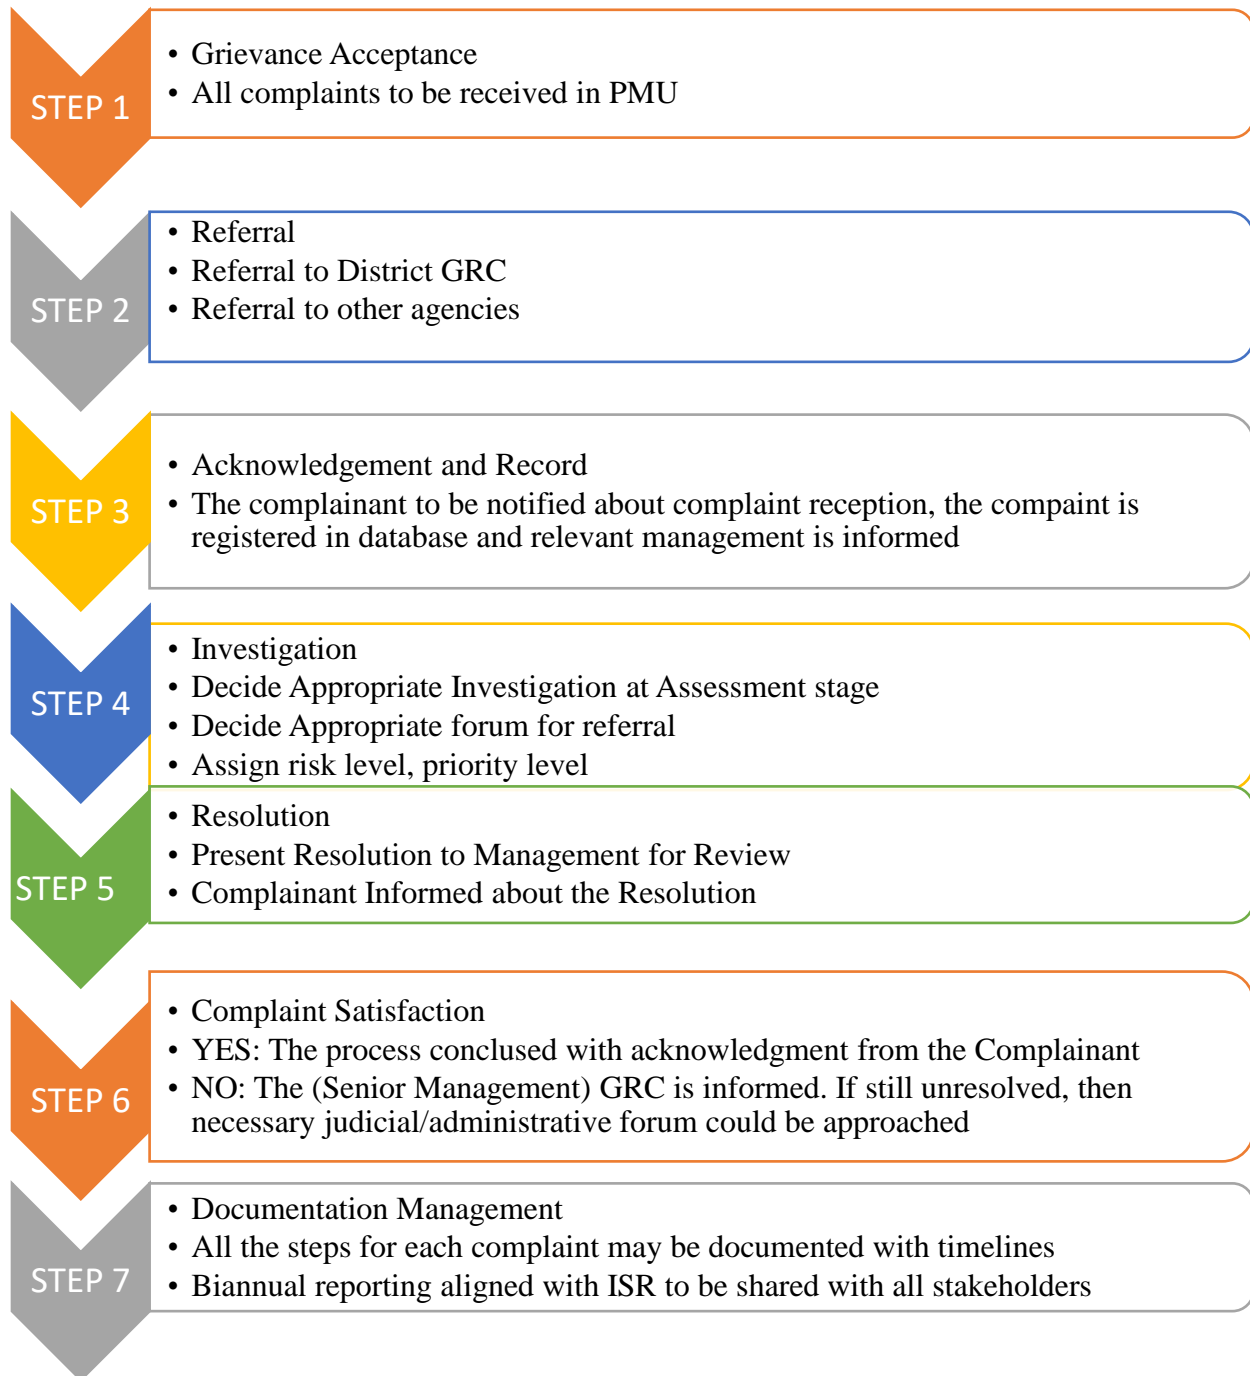 STEP 1
• Grievance Acceptance
• All complaints to be received in PMU
STEP 2
• Referral
• Referral to District GRC
• Referral to other agencies
STEP 3
• Acknowledgement and Record
• The complainant to be notified about complaint reception, the compaint is
registered in database and relevant management is informed
STEP 4
• Investigation
• Decide Appropriate Investigation at Assessment stage
• Decide Appropriate forum for referral
• Assign risk level, priority level
STEP 5
• Resolution
• Present Resolution to Management for Review
• Complainant Informed about the Resolution
STEP 6
• Complaint Satisfaction
• YES: The process conclused with acknowledgment from the Complainant
• NO: The (Senior Management) GRC is informed. If still unresolved, then
necessary judicial/administrative forum could be approached
STEP 7
• Documentation Management
• All the steps for each complaint may be documented with timelines
• Biannual reporting aligned with ISR to be shared with all stakeholders